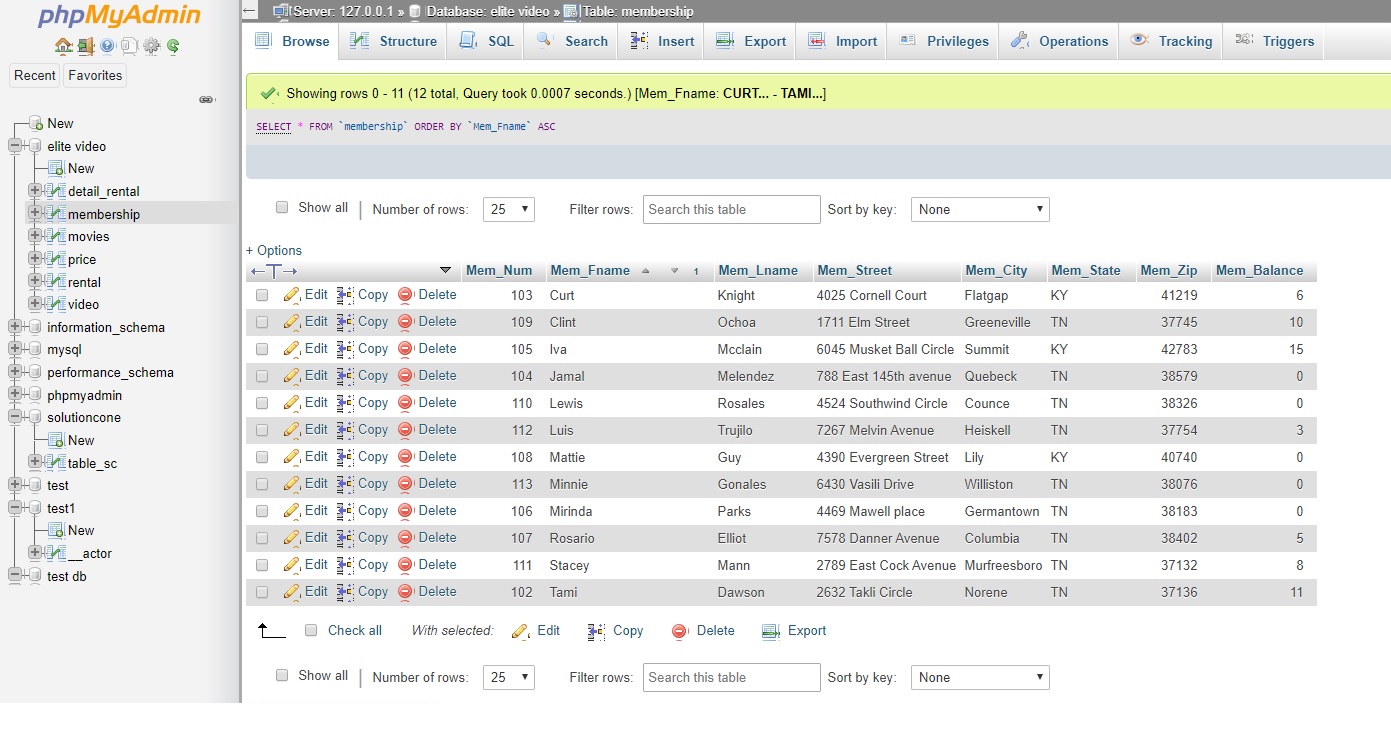 phpMyAdmin
Recent Favorites
New
elite video
New
detail_rental
membership
movies
price
rental
video
information_schema
mysql
performance_schema
phpmyadmin
solutioncone
New
table_sc
test
test1
New
__actor
test db
Server: 127.0.0.1 » Database: elite video » Table: membership
Browse Structure SQL Search Insert Export Import Privileges Operations Tracking Triggers
Showing rows 0 - 11 (12 total, Query took 0.0007 seconds.) [Mem_Fname: CURT... - TAMI...]
SELECT * FROM `membership` ORDER BY `Mem_Fname` ASC
Show all | Number of rows: 25 Filter rows: Search this table Sort by key: None
+ Options
Mem_Num Mem_Fname 1 Mem_Lname Mem_Street Mem_City Mem_State Mem_Zip Mem_Balance
Edit Copy Delete 103 Curt Knight 4025 Cornell Court Flatgap KY 41219 6
Edit Copy Delete 109 Clint Ochoa 1711 Elm Street Greeneville TN 37745 10
Edit Copy Delete 105 Iva Mcclain 6045 Musket Ball Circle Summit KY 42783 15
Edit Copy Delete 104 Jamal Melendez 788 East 145th avenue Quebeck TN 38579 0
Edit Copy Delete 110 Lewis Rosales 4524 Southwind Circle Counce TN 38326 0
Edit Copy Delete 112 Luis Trujilo 7267 Melvin Avenue Heiskell TN 37754 3
Edit Copy Delete 108 Mattie Guy 4390 Evergreen Street Lily KY 40740 0
Edit Copy Delete 113 Minnie Gonales 6430 Vasili Drive Williston TN 38076 0
Edit Copy Delete 106 Mirinda Parks 4469 Mawell place Germantown TN 38183 0
Edit Copy Delete 107 Rosario Elliot 7578 Danner Avenue Columbia TN 38402 5
Edit Copy Delete 111 Stacey Mann 2789 East Cock Avenue Murfreesboro TN 37132 8
Edit Copy Delete 102 Tami Dawson 2632 Takli Circle Norene TN 37136 11
Check all With selected: Edit Copy Delete Export
Show all | Number of rows: 25 Filter rows: Search this table Sort by key: None